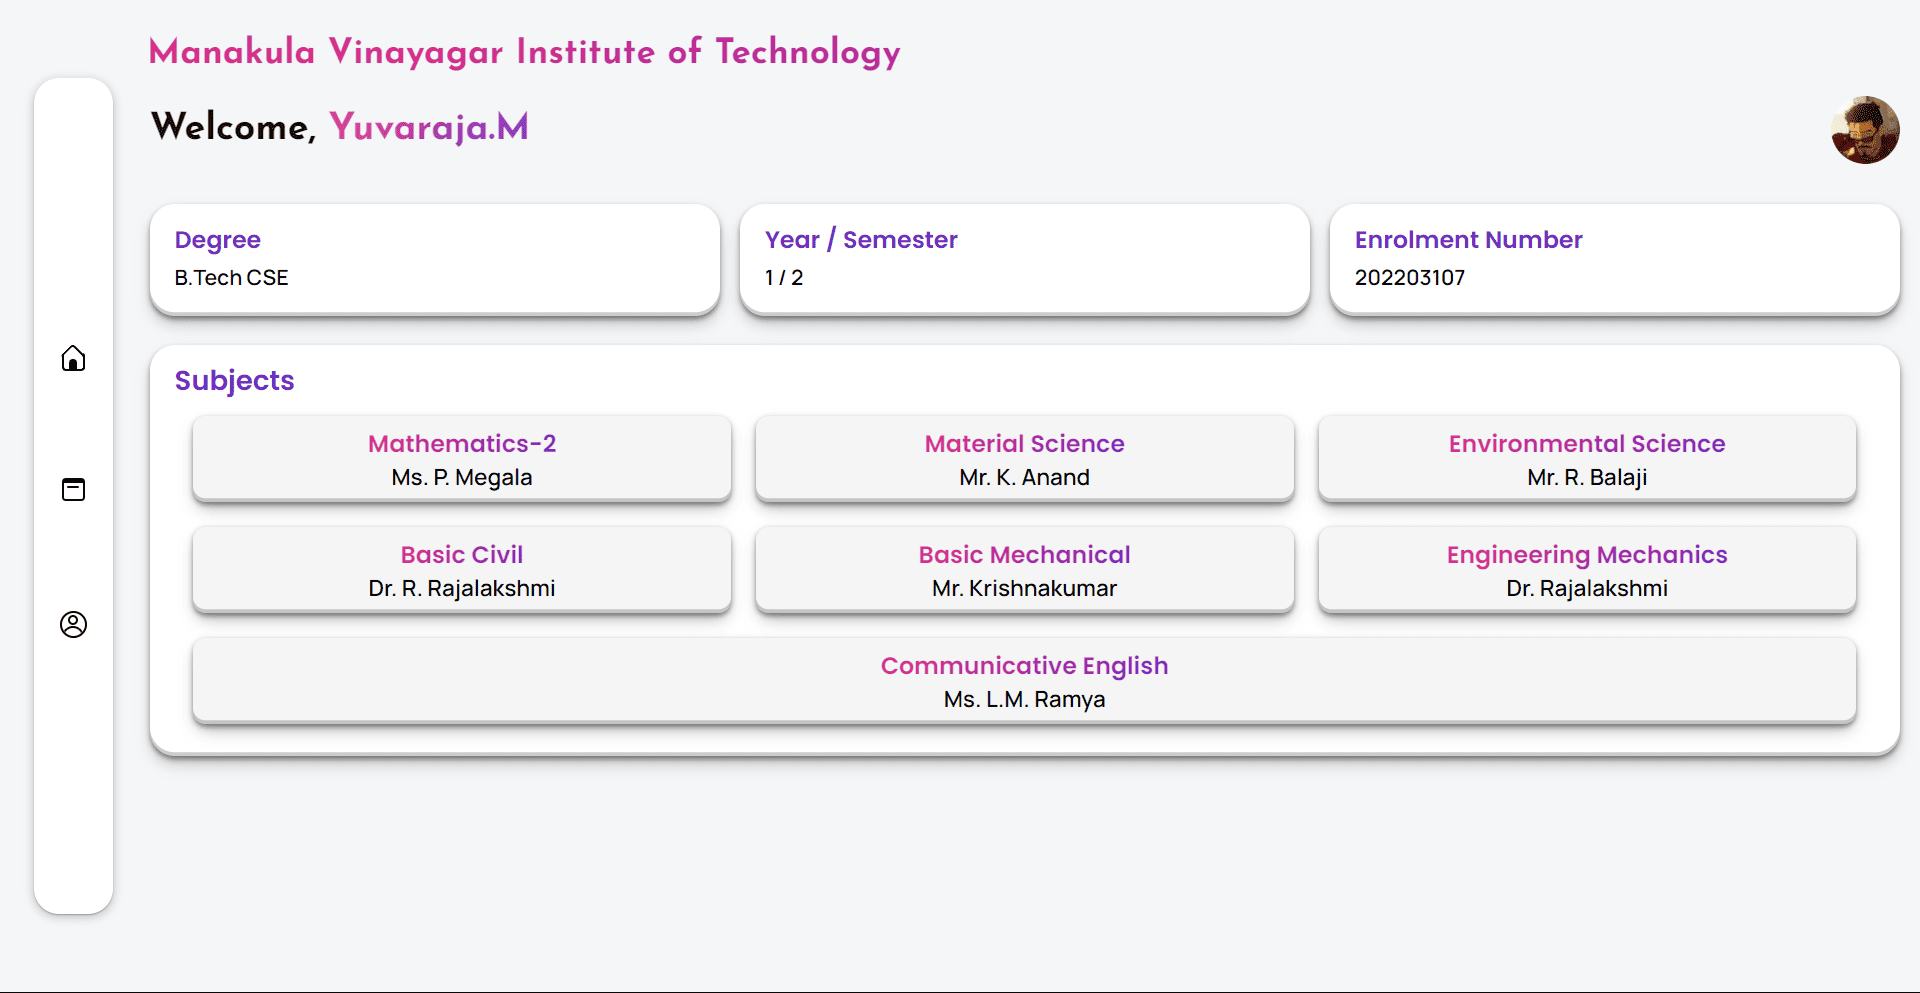 Manakula Vinayagar Institute of Technology
Welcome, Yuvaraja.M
Degree
B.Tech CSE
Year / Semester
1 / 2
Enrolment Number
202203107
Subjects
Mathematics-2
Ms. P. Megala
Material Science
Mr. K. Anand
Environmental Science
Mr. R. Balaji
Basic Civil
Dr. R. Rajalakshmi
Basic Mechanical
Mr. Krishnakumar
Engineering Mechanics
Dr. Rajalakshmi
Communicative English
Ms. L.M. Ramya